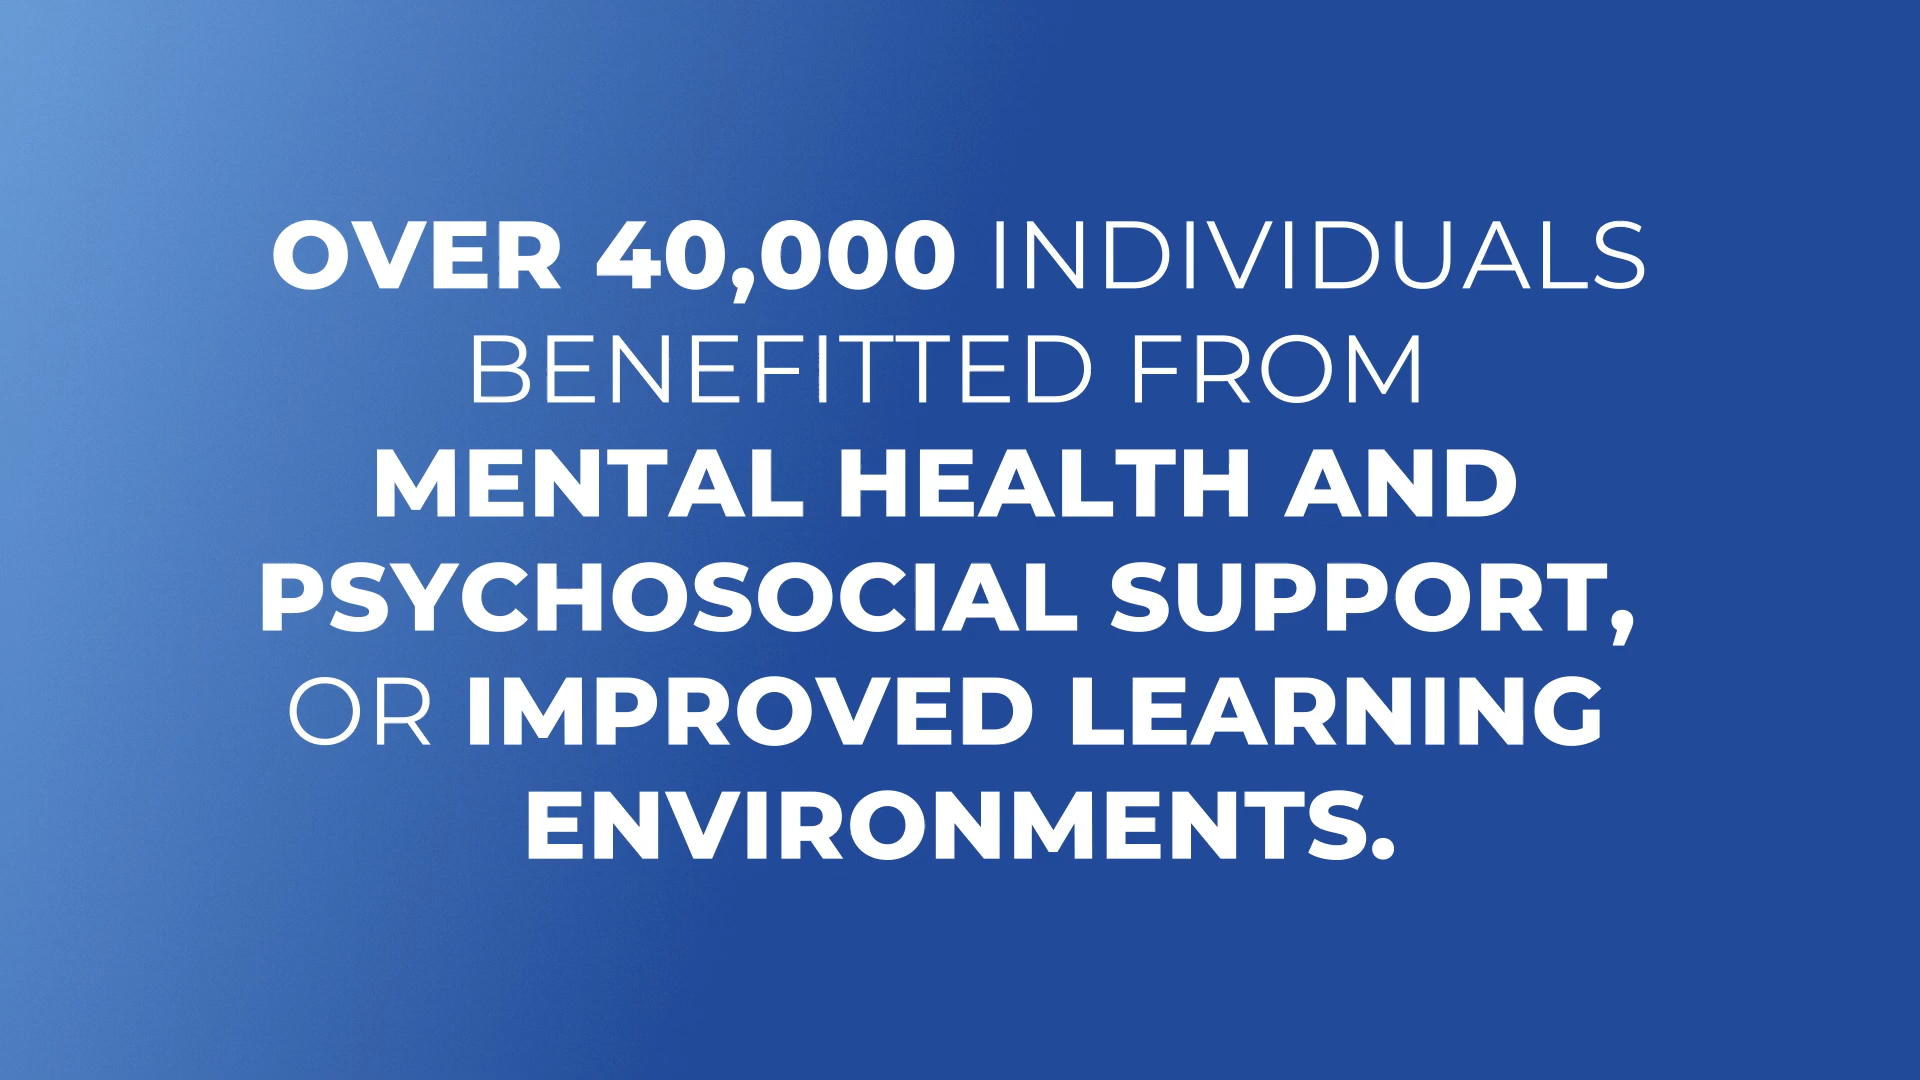 OVER 40,000 INDIVIDUALS
BENEFITTED FROM
MENTAL HEALTH AND
PSYCHOSOCIAL SUPPORT,
OR IMPROVED LEARNING
ENVIRONMENTS.